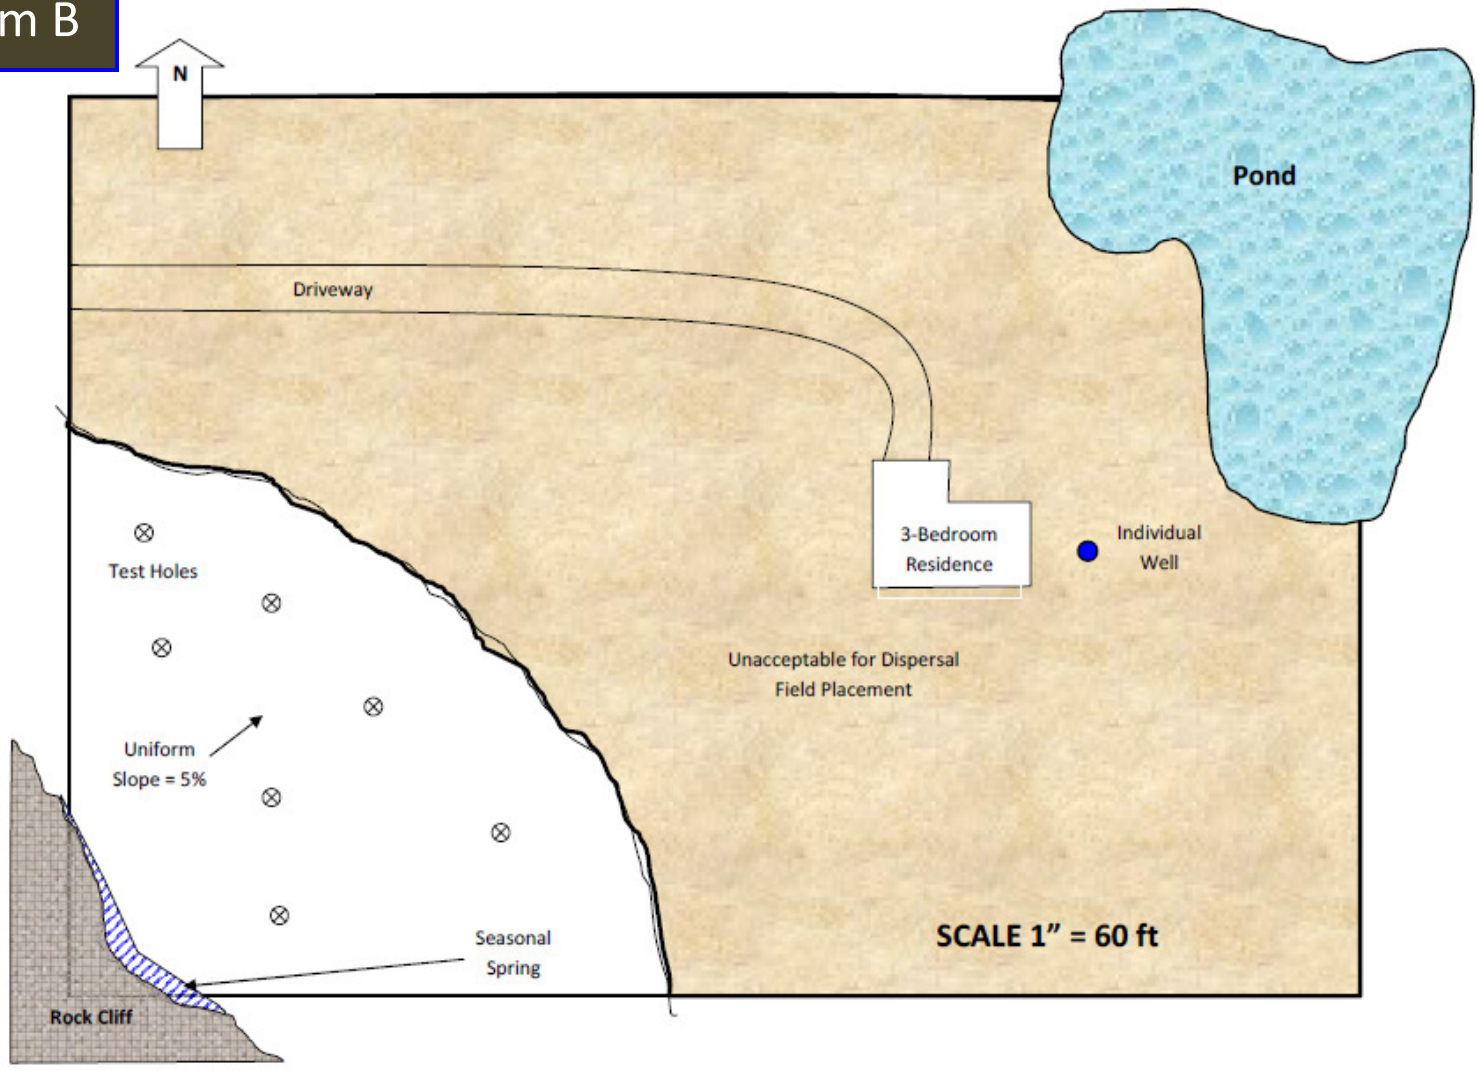 m B
N
Pond
Driveway
3-Bedroom
Residence
Individual
Well
Test Holes
Unacceptable for Dispersal
Field Placement
Uniform
Slope = 5%
Seasonal
Spring
SCALE 1” = 60 ft
Rock Cliff